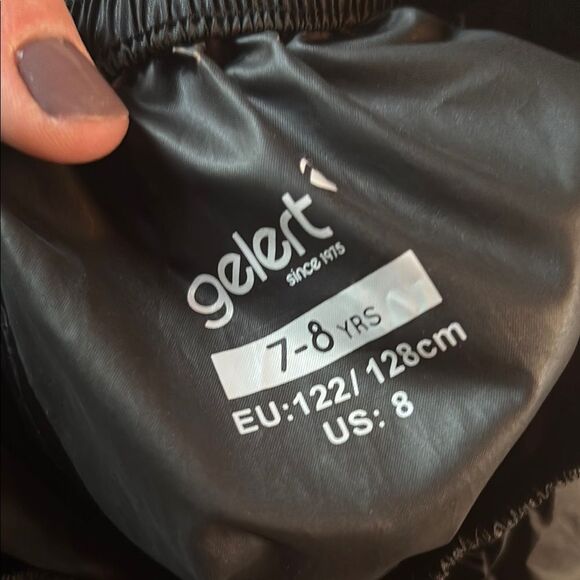 gelert
since 1975
7-8 YRS
EU:122/ 128cm
US: 8